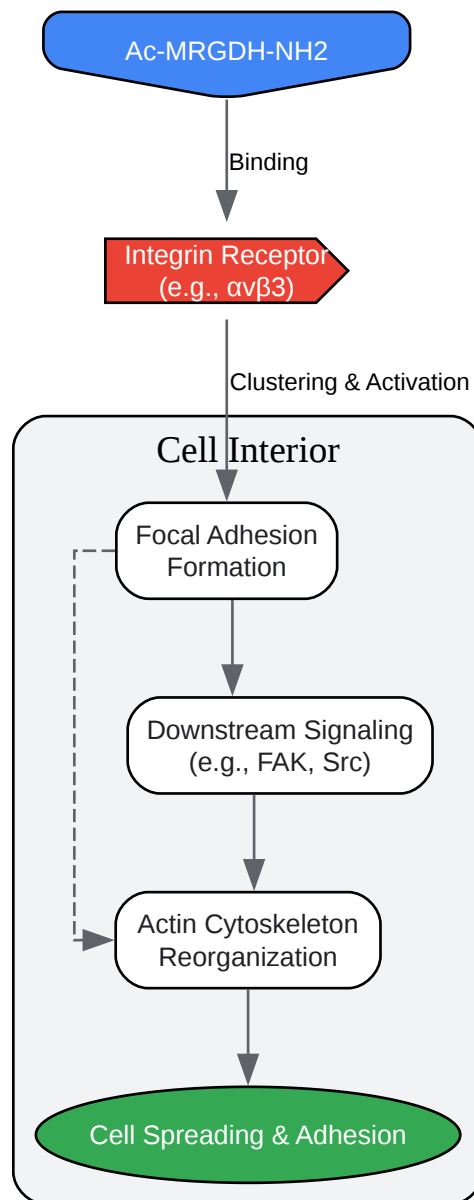 Ac-MRGDH-NH2
Binding
Integrin Receptor
(e.g., αvβ3)
Clustering & Activation
Cell Interior
Focal Adhesion
Formation
Downstream Signaling
(e.g., FAK, Src)
Actin Cytoskeleton
Reorganization
Cell Spreading & Adhesion